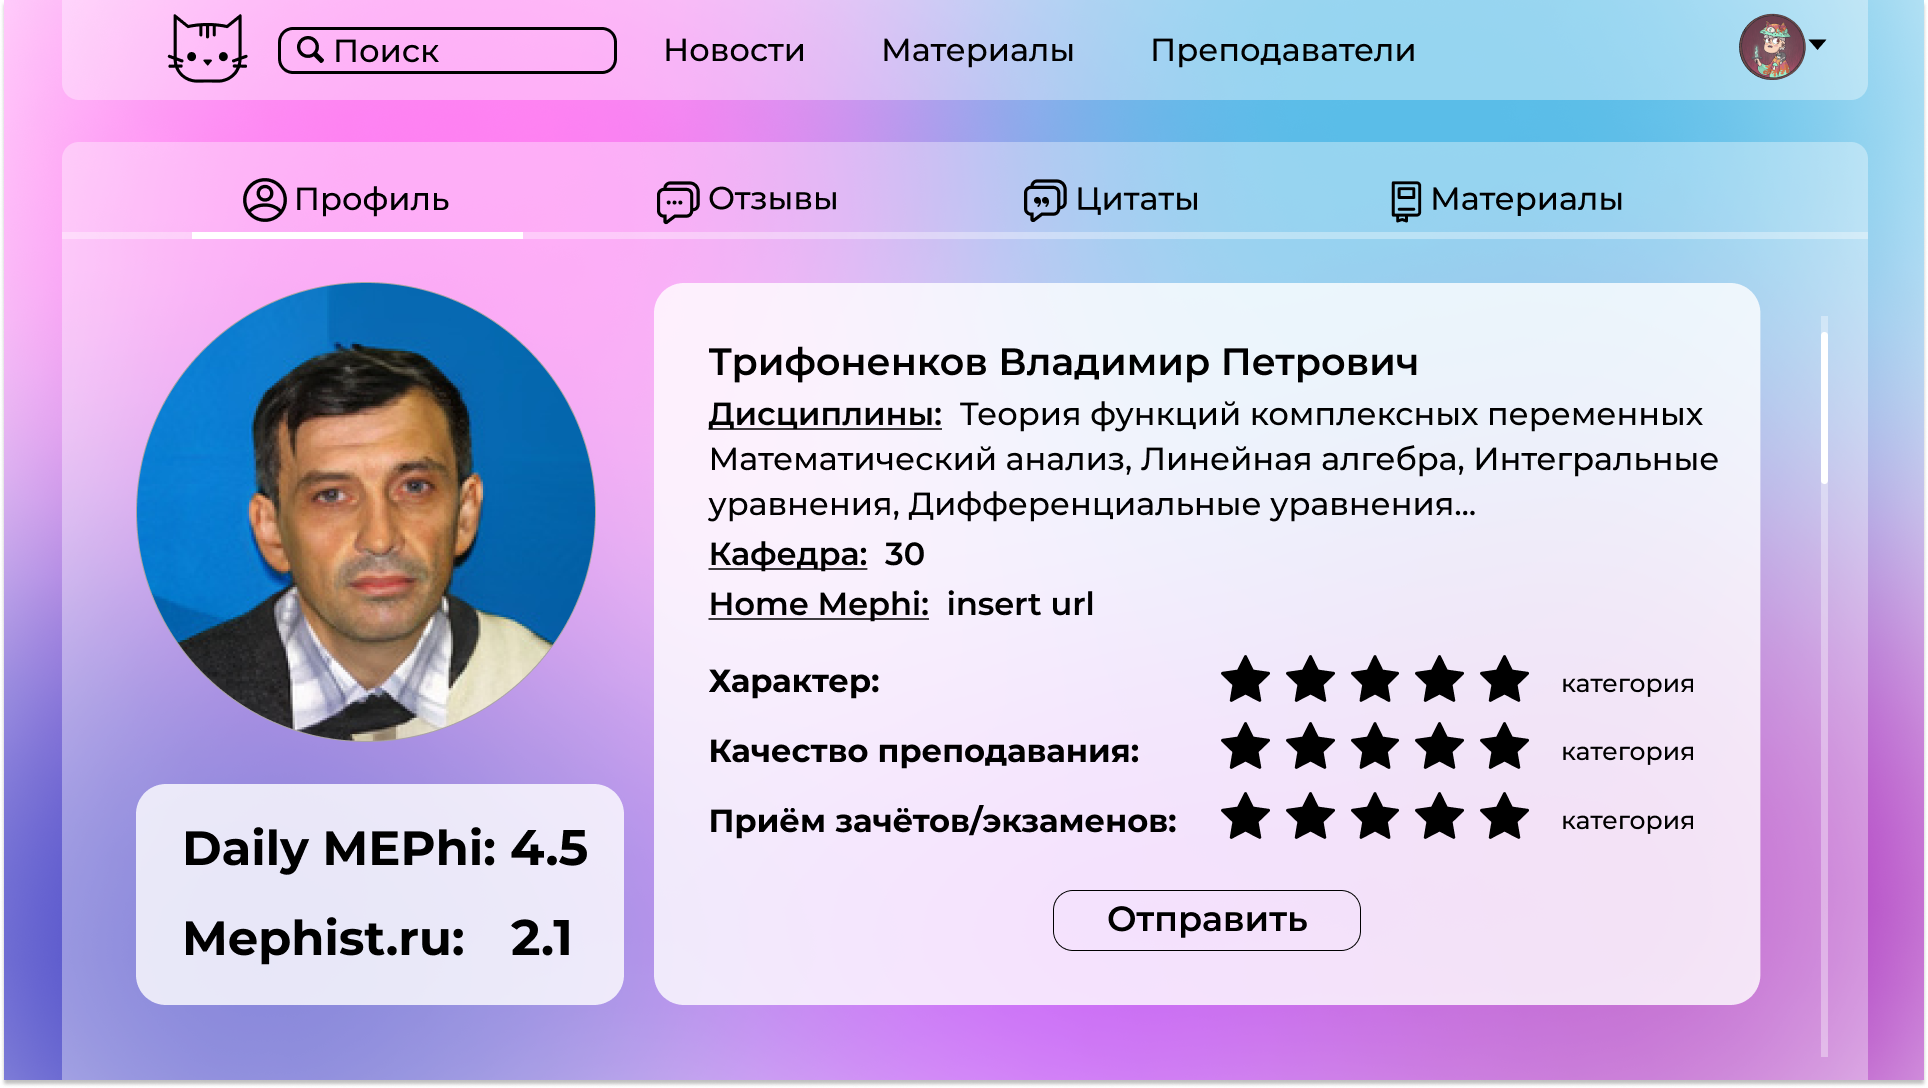 Поиск
Новости
Материалы
Преподаватели
Профиль
Отзывы
Цитаты
Материалы
Трифоненков Владимир Петрович
Дисциплины: Теория функций комплексных переменных
Математический анализ, Линейная алгебра, Интегральные
уравнения, Дифференциальные уравнения...
Кафедра: 30
Home Mephi: insert url
Характер: категория
Качество преподавания: категория
Приём зачётов/экзаменов: категория
Отправить
Daily MEPhi: 4.5
Mephist.ru: 2.1